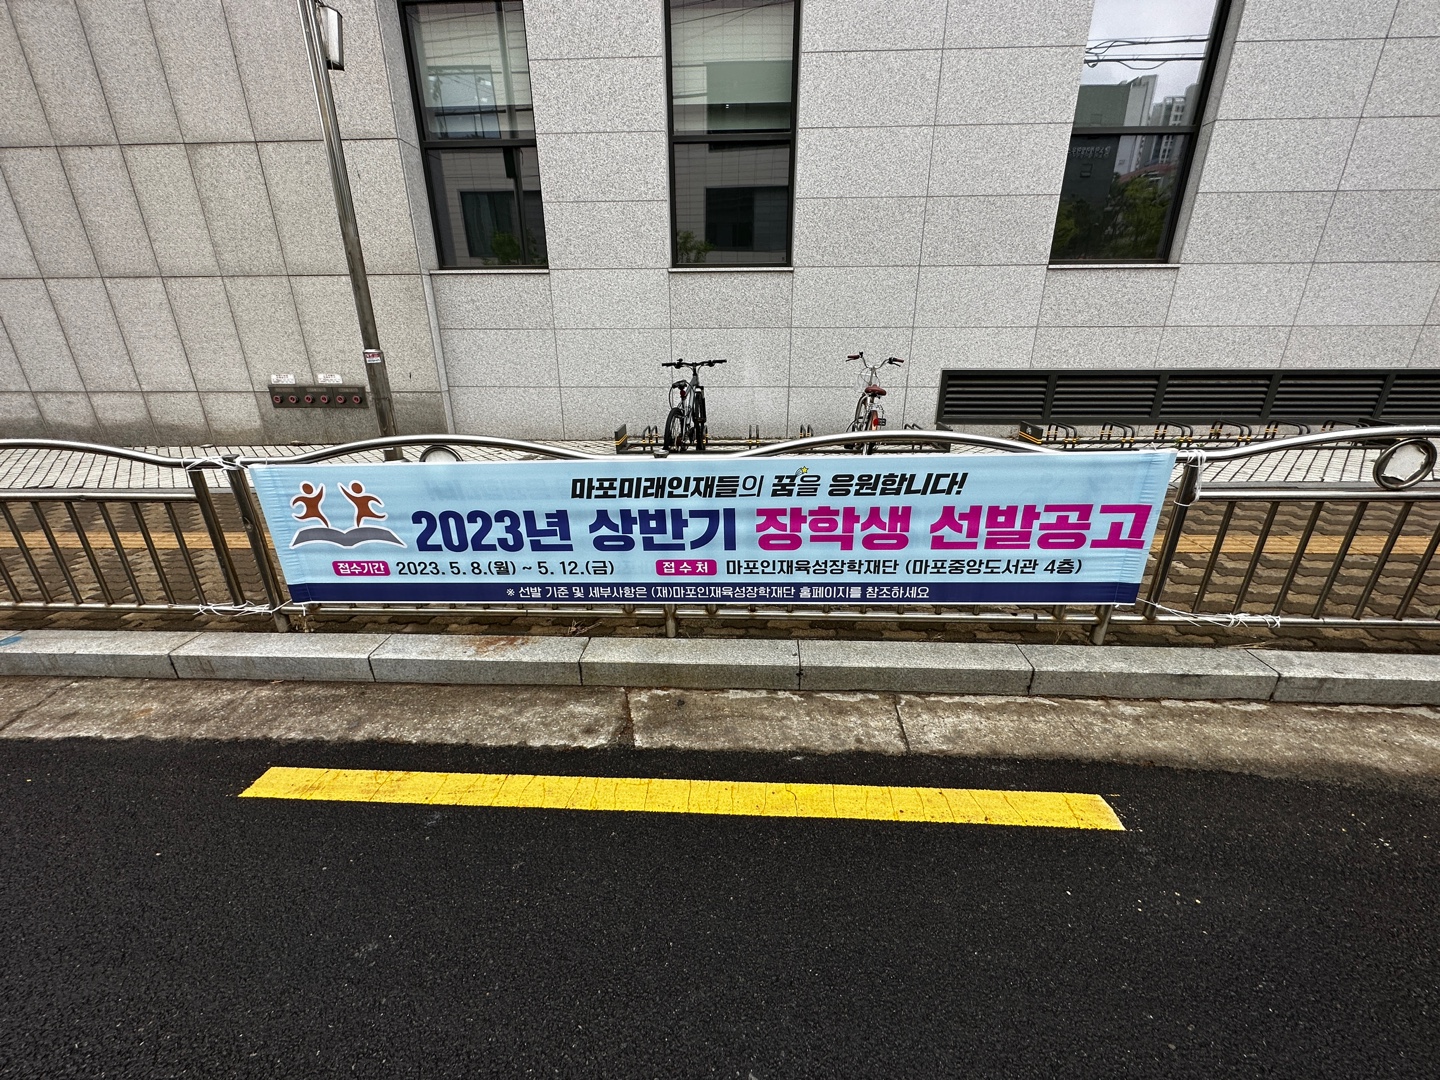 마포미래인재들의 꿈을 응원합니다!
2023년 상반기 장학생 선발공고
접수기간 2023. 5. 8.(월) ~ 5. 12.(금) 접 수 처 마포인재육성장학재단 (마포중앙도서관 4층)
※ 선발 기준 및 세부사항은 (재)마포인재육성장학재단 홈페이지를 참조하세요